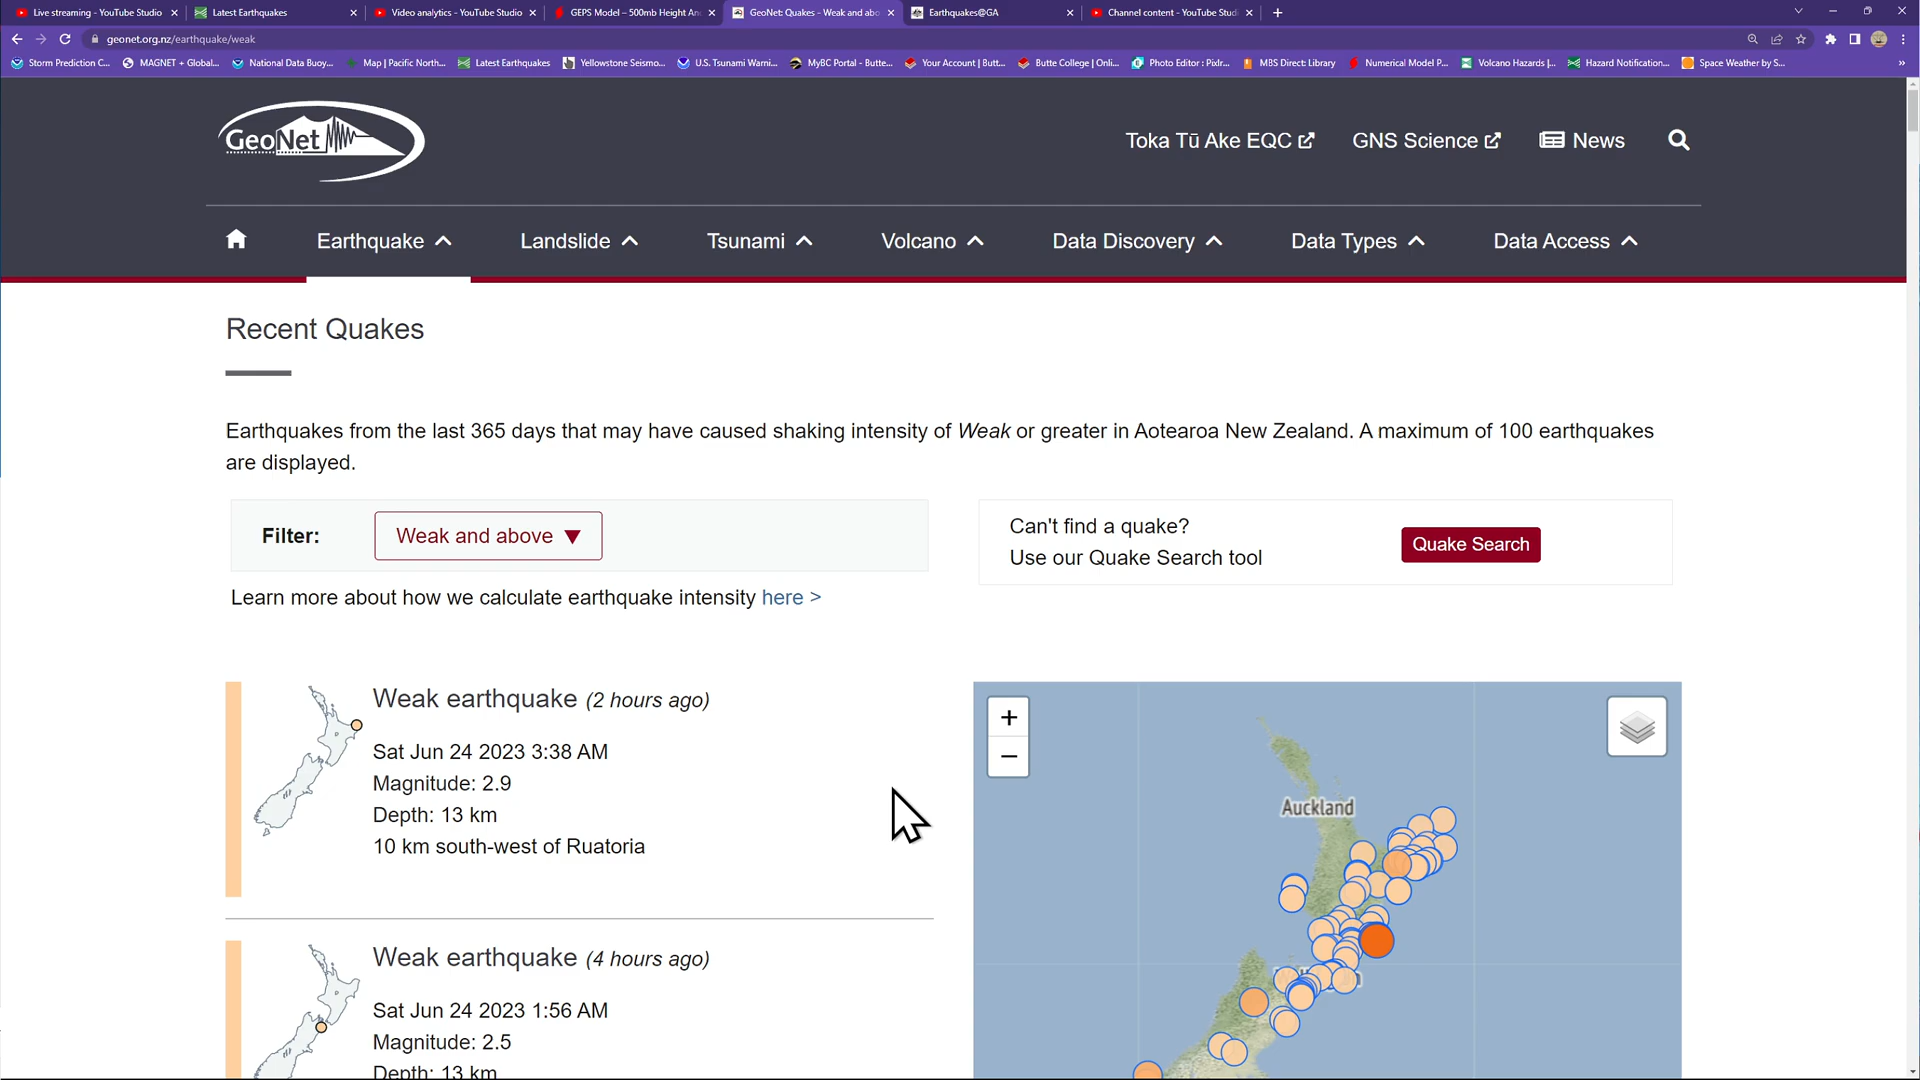 Live streaming - YouTube Studio
Latest Earthquakes
Video analytics - YouTube Studio
GEPS Model – 500mb Height An
GeoNet: Quakes - Weak and abo
Earthquakes@GA
Channel content - YouTube Stud
geonet.org.nz/earthquake/weak
Storm Prediction C...
MAGNET + Global...
National Data Buoy...
Map | Pacific North...
Latest Earthquakes
Yellowstone Seismo...
U.S. Tsunami Warni...
MyBC Portal - Butte...
Your Account | Butt...
Butte College | Onli...
Photo Editor : Pixlr...
MBS Direct Library
Numerical Model P...
Volcano Hazards |...
Hazard Notification...
Space Weather by S...
»
GeoNet
Toka Tū Ake EQC
GNS Science
News
Earthquake
Landslide
Tsunami
Volcano
Data Discovery
Data Types
Data Access
Recent Quakes
Earthquakes from the last 365 days that may have caused shaking intensity of Weak or greater in Aotearoa New Zealand. A maximum of 100 earthquakes
are displayed.
Filter:
Weak and above ▼
Can't find a quake?
Use our Quake Search tool
Quake Search
Learn more about how we calculate earthquake intensity here >
Weak earthquake (2 hours ago)
Sat Jun 24 2023 3:38 AM
Magnitude: 2.9
Depth: 13 km
10 km south-west of Ruatoria
Weak earthquake (4 hours ago)
Sat Jun 24 2023 1:56 AM
Magnitude: 2.5
Depth: 13 km
+
−
Auckland